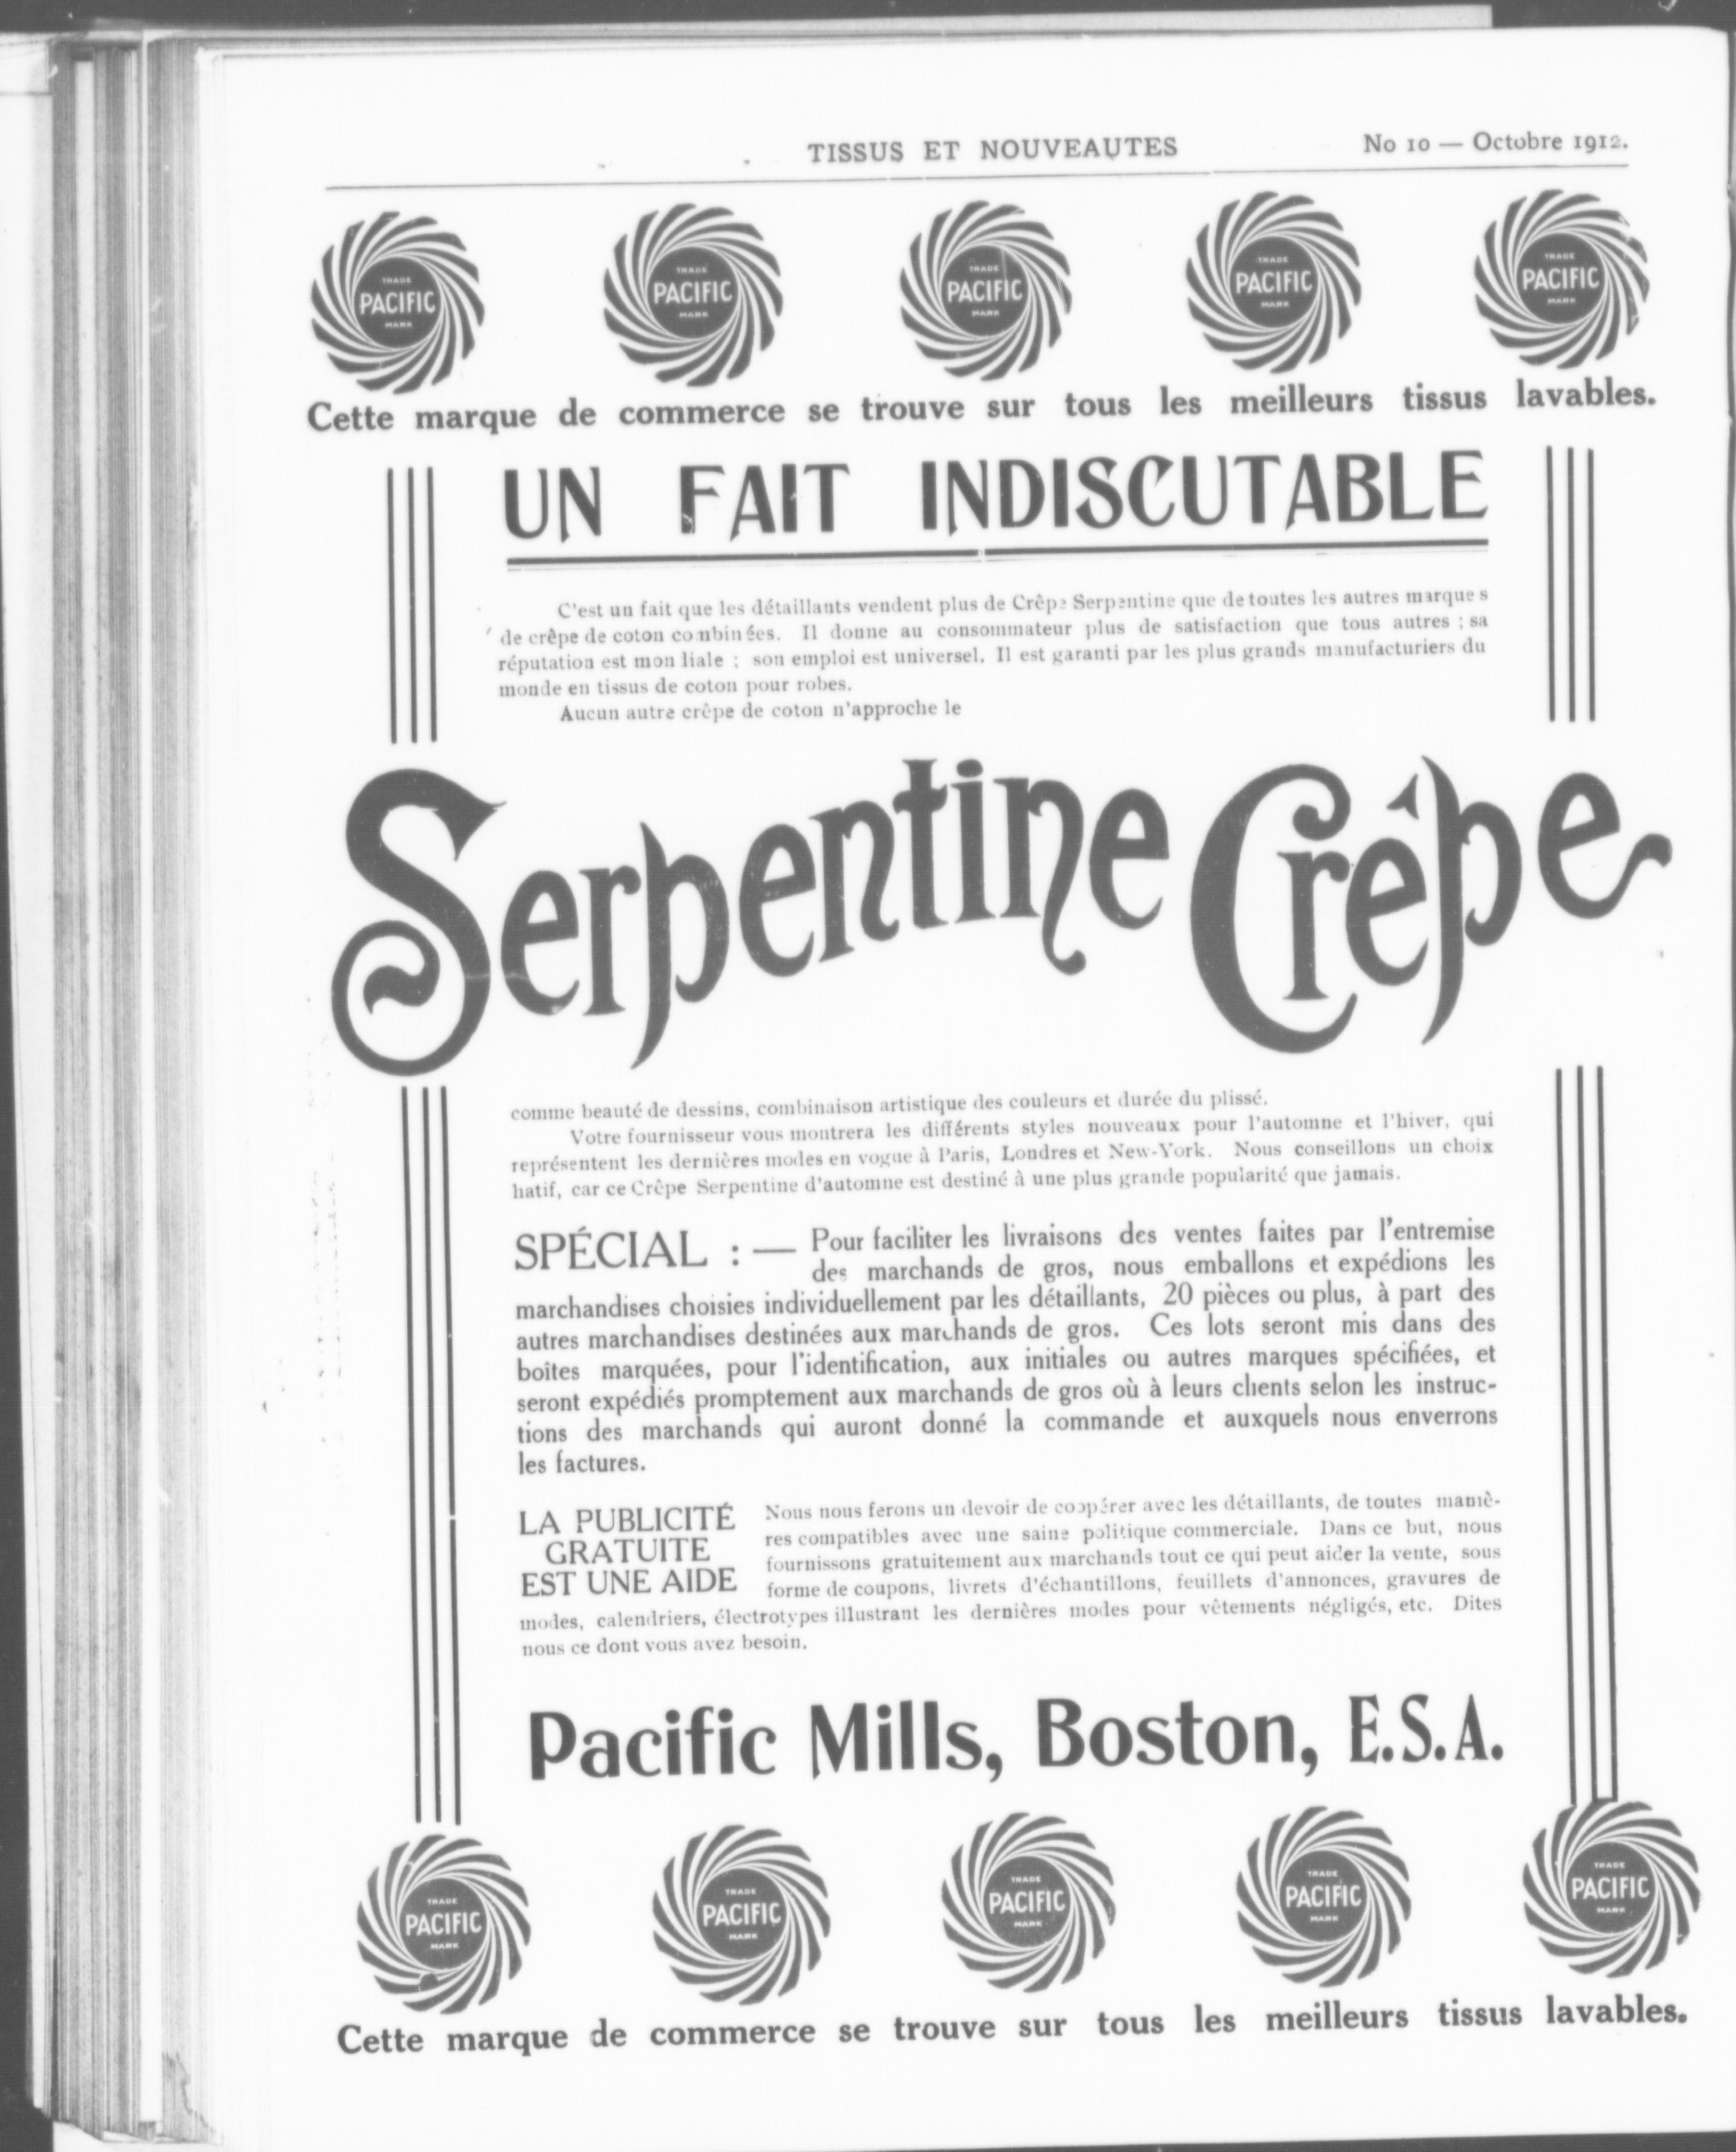 TISSUS ET NOUVEAUTES No 10 — Octobre 1912.
TRADE PACIFIC MARK
TRADE PACIFIC MARK
TRADE PACIFIC MARK
TRADE PACIFIC MARK
TRADE PACIFIC MARK
Cette marque de commerce se trouve sur tous les meilleurs tissus lavables.
UN FAIT INDISCUTABLE
C'est un fait que les détaillants vendent plus de Crêpe Serpentine que de toutes les autres marques
de crêpe de coton combinées. Il donne au consommateur plus de satisfaction que tous autres ; sa
réputation est mondiale ; son emploi est universel. Il est garanti par les plus grands manufacturiers du
monde en tissus de coton pour robes.
Aucun autre crêpe de coton n'approche le
Serpentine Crêpe
comme beauté de dessins, combinaison artistique des couleurs et durée du plissé.
Votre fournisseur vous montrera les différents styles nouveaux pour l'automne et l'hiver, qui
représentent les dernières modes en vogue à Paris, Londres et New-York. Nous conseillons un choix
hatif, car ce Crêpe Serpentine d'automne est destiné à une plus grande popularité que jamais.
SPÉCIAL : — Pour faciliter les livraisons des ventes faites par l'entremise
des marchands de gros, nous emballons et expédions les
marchandises choisies individuellement par les détaillants, 20 pièces ou plus, à part des
autres marchandises destinées aux marchands de gros. Ces lots seront mis dans des
boîtes marquées, pour l'identification, aux initiales ou autres marques spécifiées, et
seront expédiés promptement aux marchands de gros où à leurs clients selon les instruc-
tions des marchands qui auront donné la commande et auxquels nous enverrons
les factures.
LA PUBLICITÉ
GRATUITE
EST UNE AIDE
Nous nous ferons un devoir de coopérer avec les détaillants, de toutes maniè-
res compatibles avec une saine politique commerciale. Dans ce but, nous
fournissons gratuitement aux marchands tout ce qui peut aider la vente, sous
forme de coupons, livrets d'échantillons, feuillets d'annonces, gravures de
modes, calendriers, électrotypes illustrant les dernières modes pour vêtements négligés, etc. Dites
nous ce dont vous avez besoin.
Pacific Mills, Boston, E.S.A.
TRADE PACIFIC MARK
TRADE PACIFIC MARK
TRADE PACIFIC MARK
TRADE PACIFIC MARK
TRADE PACIFIC MARK
Cette marque de commerce se trouve sur tous les meilleurs tissus lavables.